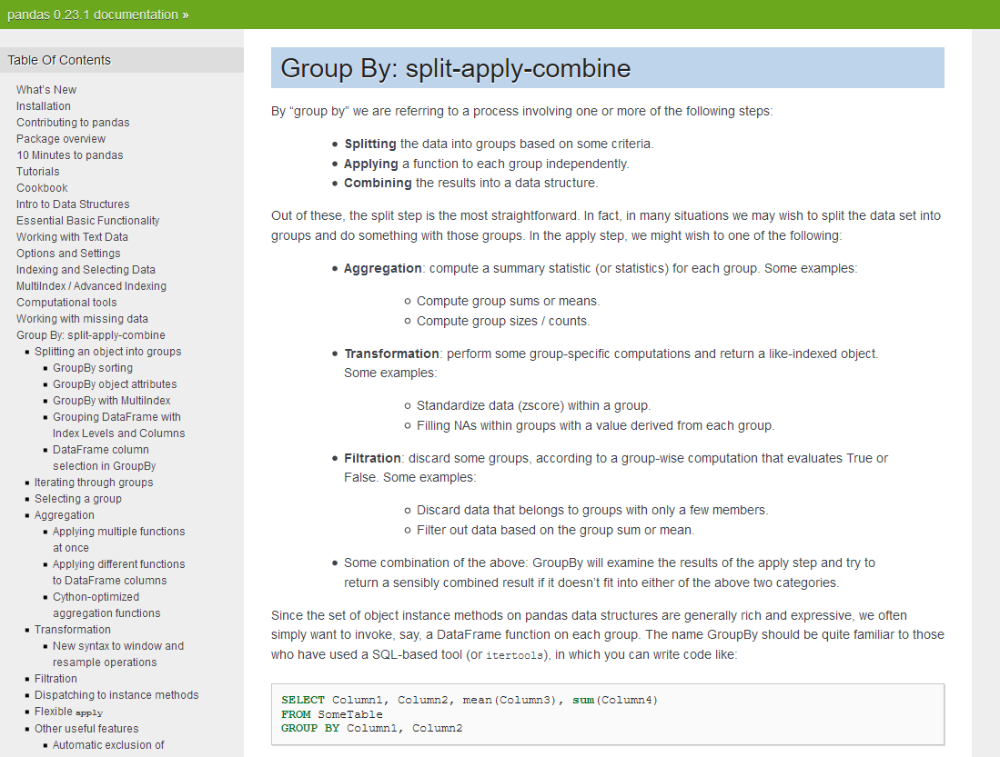 pandas 0.23.1 documentation »
Table Of Contents
What's New
Installation
Contributing to pandas
Package overview
10 Minutes to pandas
Tutorials
Cookbook
Intro to Data Structures
Essential Basic Functionality
Working with Text Data
Options and Settings
Indexing and Selecting Data
MultiIndex / Advanced Indexing
Computational tools
Working with missing data
Group By: split-apply-combine
Splitting an object into groups
GroupBy sorting
GroupBy object attributes
GroupBy with MultiIndex
Grouping DataFrame with
Index Levels and Columns
DataFrame column
selection in GroupBy
Iterating through groups
Selecting a group
Aggregation
Applying multiple functions
at once
Applying different functions
to DataFrame columns
Cython-optimized
aggregation functions
Transformation
New syntax to window and
resample operations
Filtration
Dispatching to instance methods
Flexible apply
Other useful features
Automatic exclusion of
Group By: split-apply-combine
By “group by” we are referring to a process involving one or more of the following steps:
• Splitting the data into groups based on some criteria.
• Applying a function to each group independently.
• Combining the results into a data structure.
Out of these, the split step is the most straightforward. In fact, in many situations we may wish to split the data set into
groups and do something with those groups. In the apply step, we might wish to one of the following:
• Aggregation: compute a summary statistic (or statistics) for each group. Some examples:
Compute group sums or means.
Compute group sizes / counts.
• Transformation: perform some group-specific computations and return a like-indexed object.
Some examples:
Standardize data (zscore) within a group.
Filling NAs within groups with a value derived from each group.
• Filtration: discard some groups, according to a group-wise computation that evaluates True or
False. Some examples:
Discard data that belongs to groups with only a few members.
Filter out data based on the group sum or mean.
• Some combination of the above: GroupBy will examine the results of the apply step and try to
return a sensibly combined result if it doesn't fit into either of the above two categories.
Since the set of object instance methods on pandas data structures are generally rich and expressive, we often
simply want to invoke, say, a DataFrame function on each group. The name GroupBy should be quite familiar to those
who have used a SQL-based tool (or itertools), in which you can write code like:
SELECT Column1, Column2, mean(Column3), sum(Column4)
FROM SomeTable
GROUP BY Column1, Column2